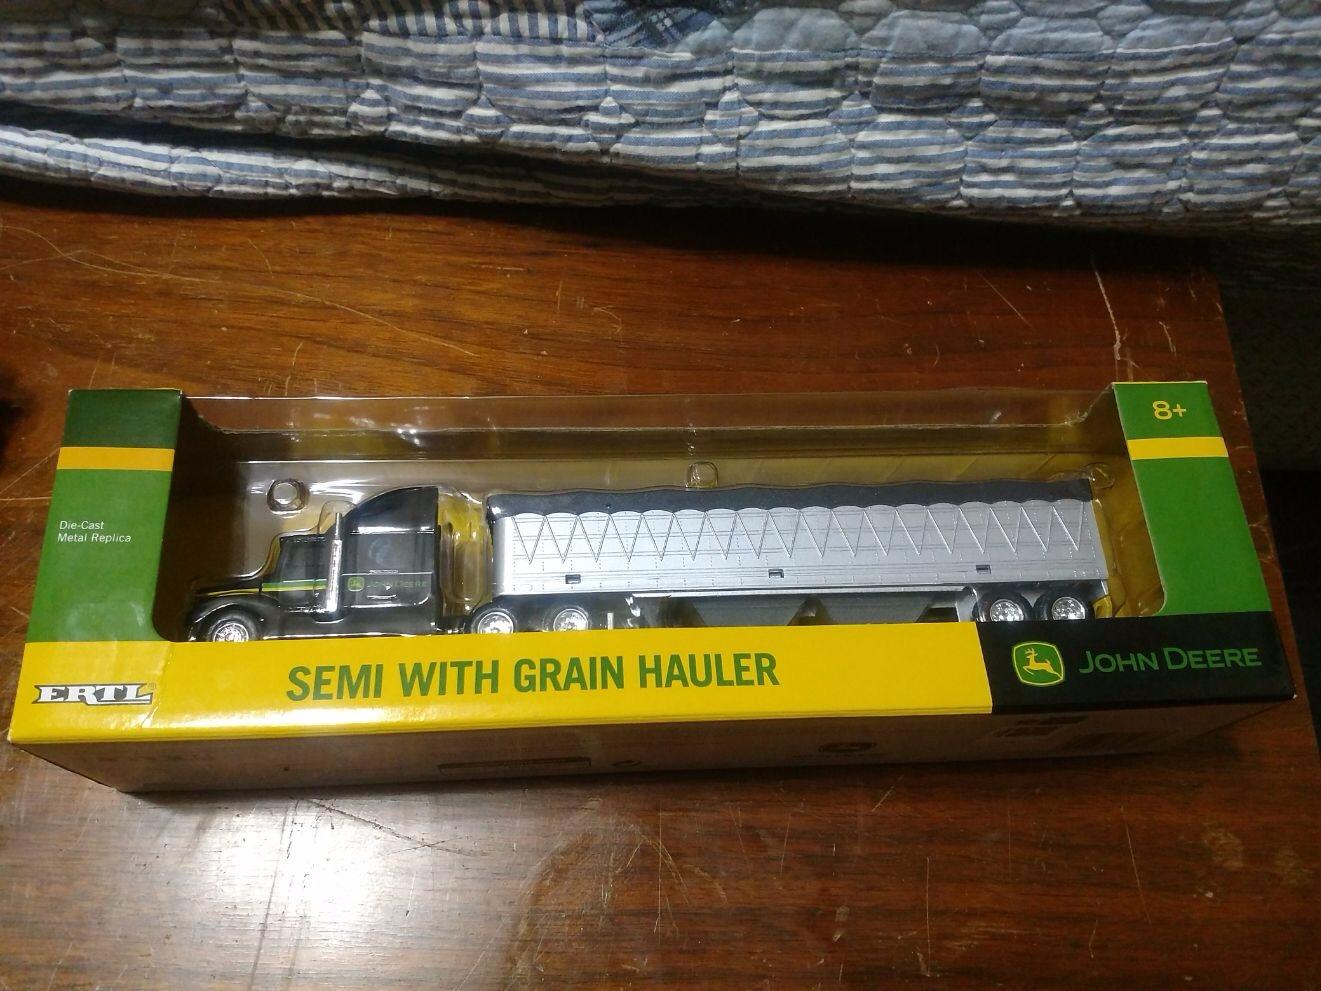 8+
Die-Cast
Metal Replica
JOHN DEERE
ERTL®
SEMI WITH GRAIN HAULER
JOHN DEERE